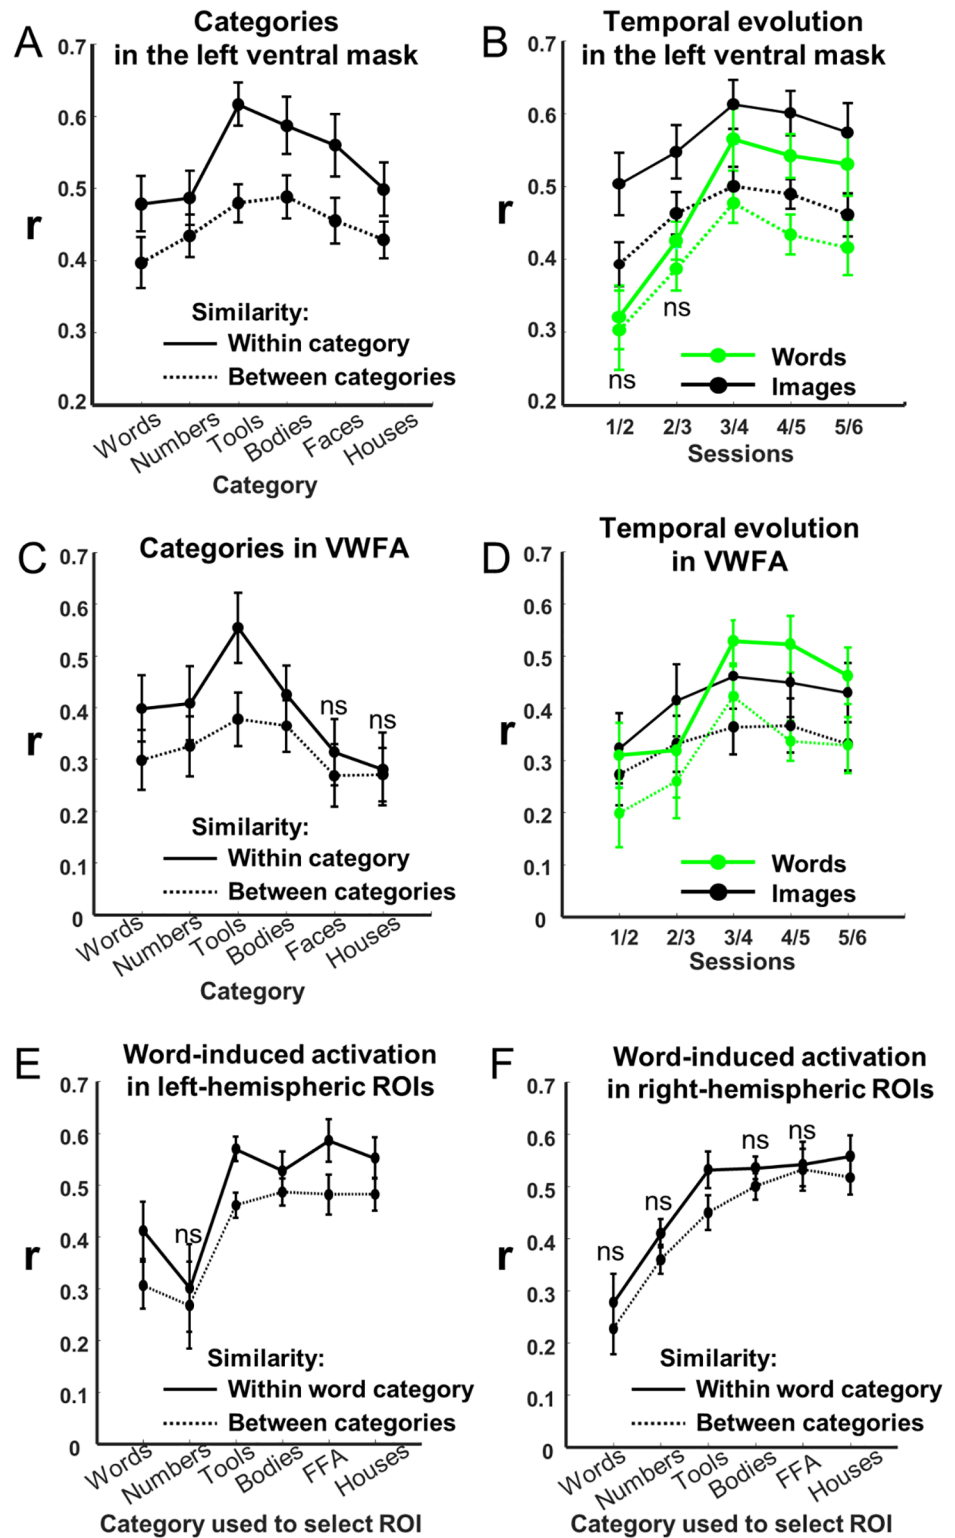 A
Categories
in the left ventral mask
0.7
0.6
0.5
0.4
0.3
0.2
r
Similarity:
Within category
Between categories
Words
Numbers
Tools
Bodies
Faces
Houses
Category
B
Temporal evolution
in the left ventral mask
0.7
0.6
0.5
0.4
0.3
0.2
r
ns
ns
Words
Images
1/2 2/3 3/4 4/5 5/6
Sessions
C
Categories in VWFA
0.7
0.6
0.5
0.4
0.3
0.2
0.1
0
r
ns
ns
Similarity:
Within category
Between categories
Words
Numbers
Tools
Bodies
Faces
Houses
Category
D
Temporal evolution
in VWFA
0.7
0.6
0.5
0.4
0.3
0.2
0.1
0
r
Words
Images
1/2 2/3 3/4 4/5 5/6
Sessions
E
Word-induced activation
in left-hemispheric ROIs
0.7
0.6
0.5
0.4
0.3
0.2
0.1
0
r
ns
Similarity:
Within word category
Between categories
Words
Numbers
Tools
Bodies
FFA
Houses
Category used to select ROI
F
Word-induced activation
in right-hemispheric ROIs
0.7
0.6
0.5
0.4
0.3
0.2
0.1
0
r
ns
ns
ns
ns
Similarity:
Within word category
Between categories
Words
Numbers
Tools
Bodies
FFA
Houses
Category used to select ROI